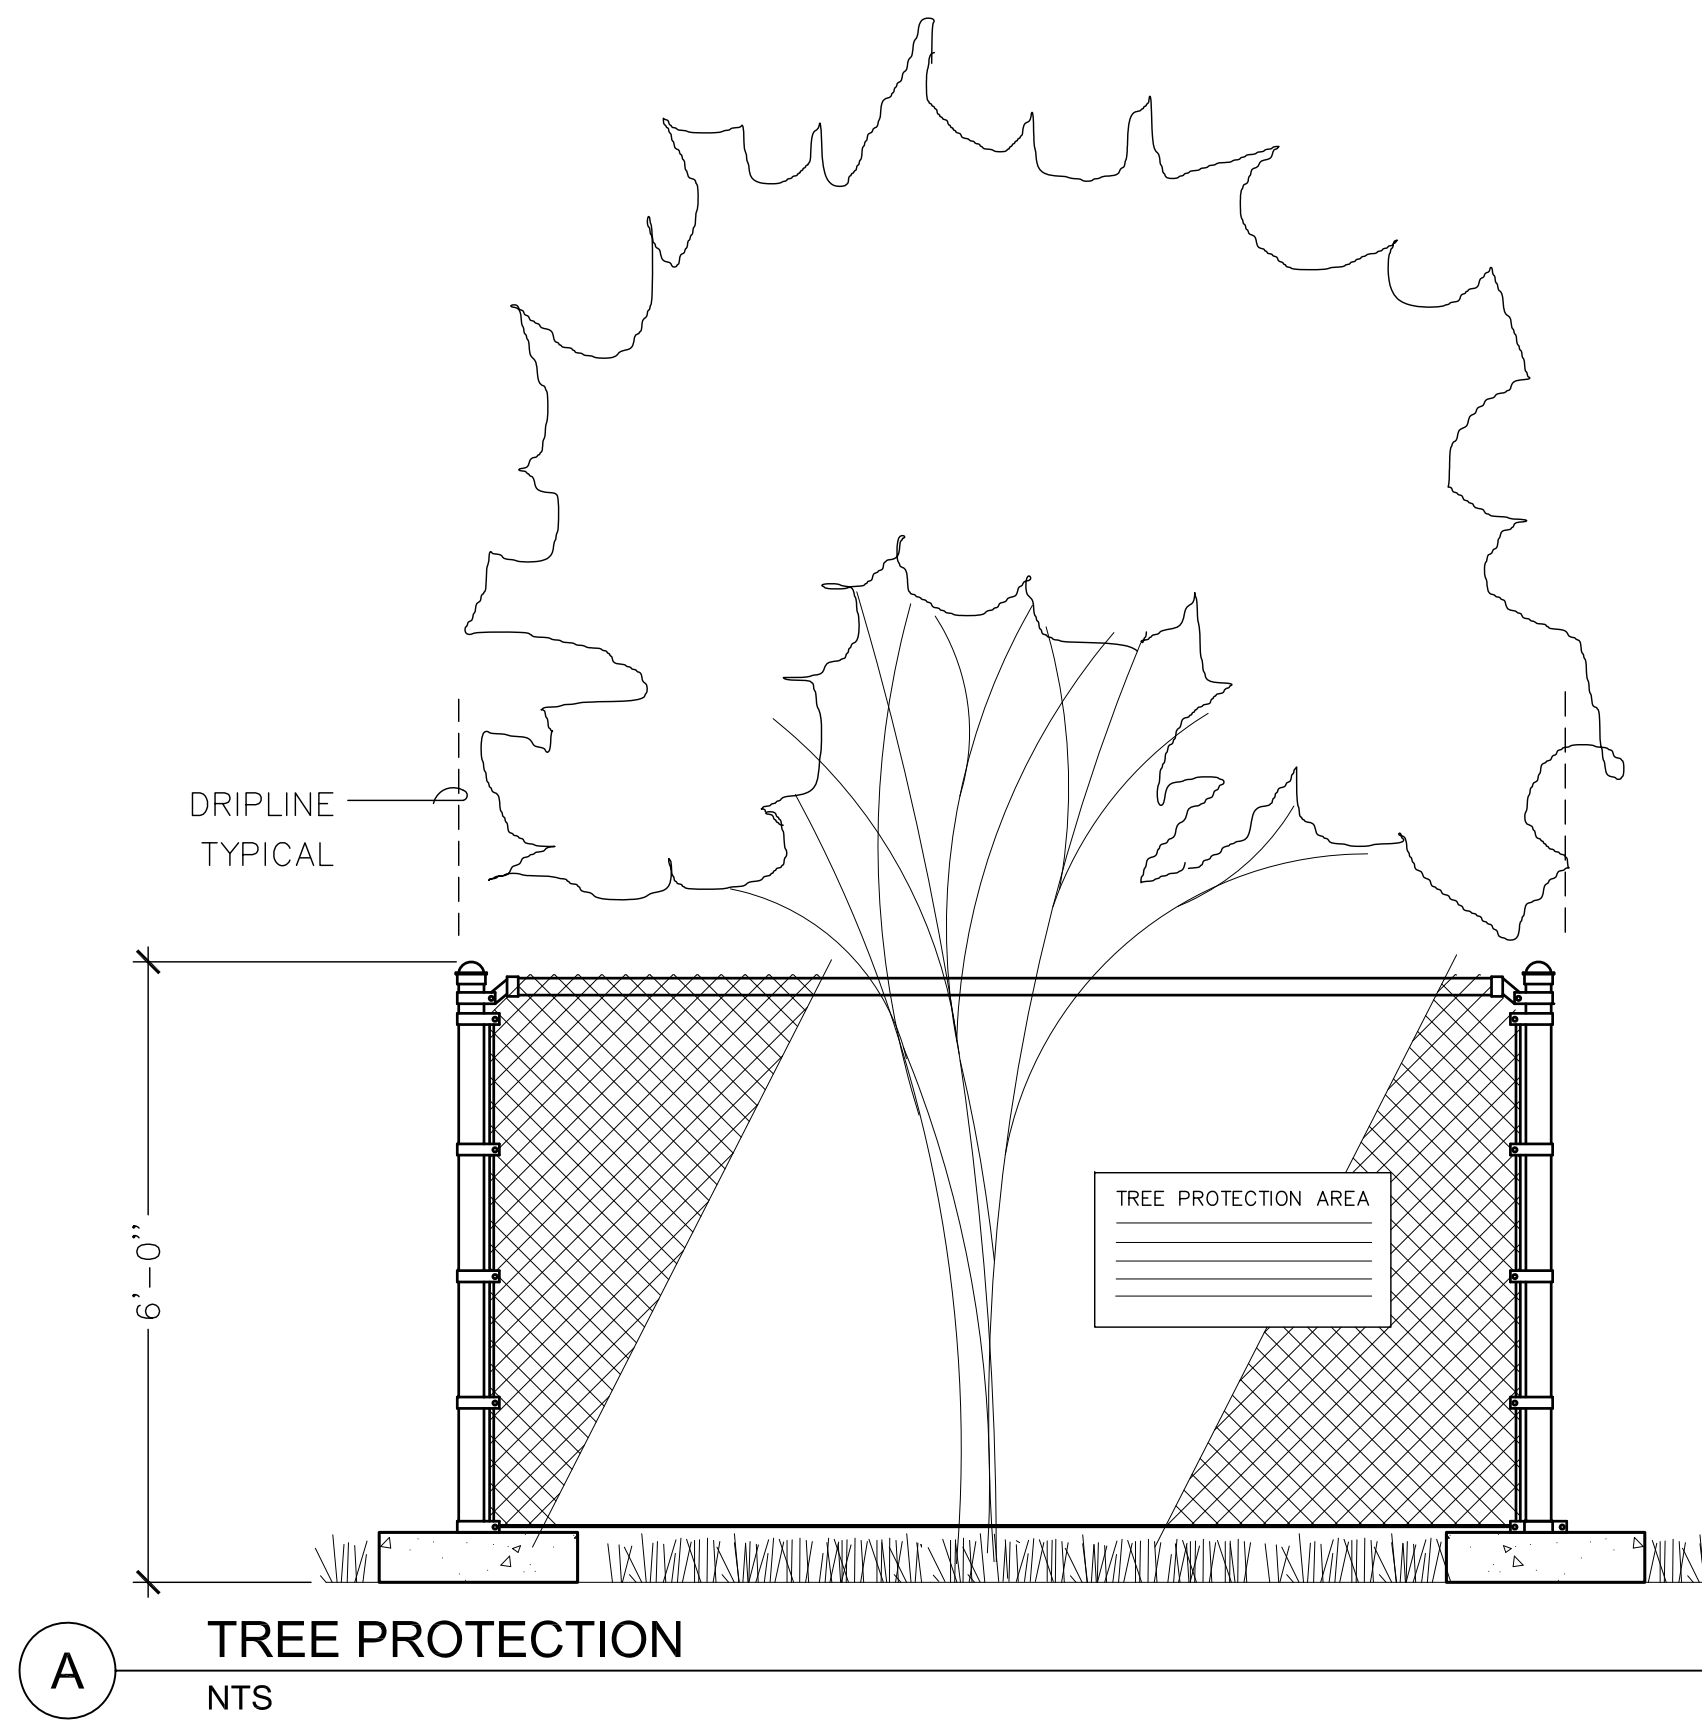 DRIPLINE
TYPICAL
6'-0"
TREE PROTECTION AREA
A
TREE PROTECTION
NTS